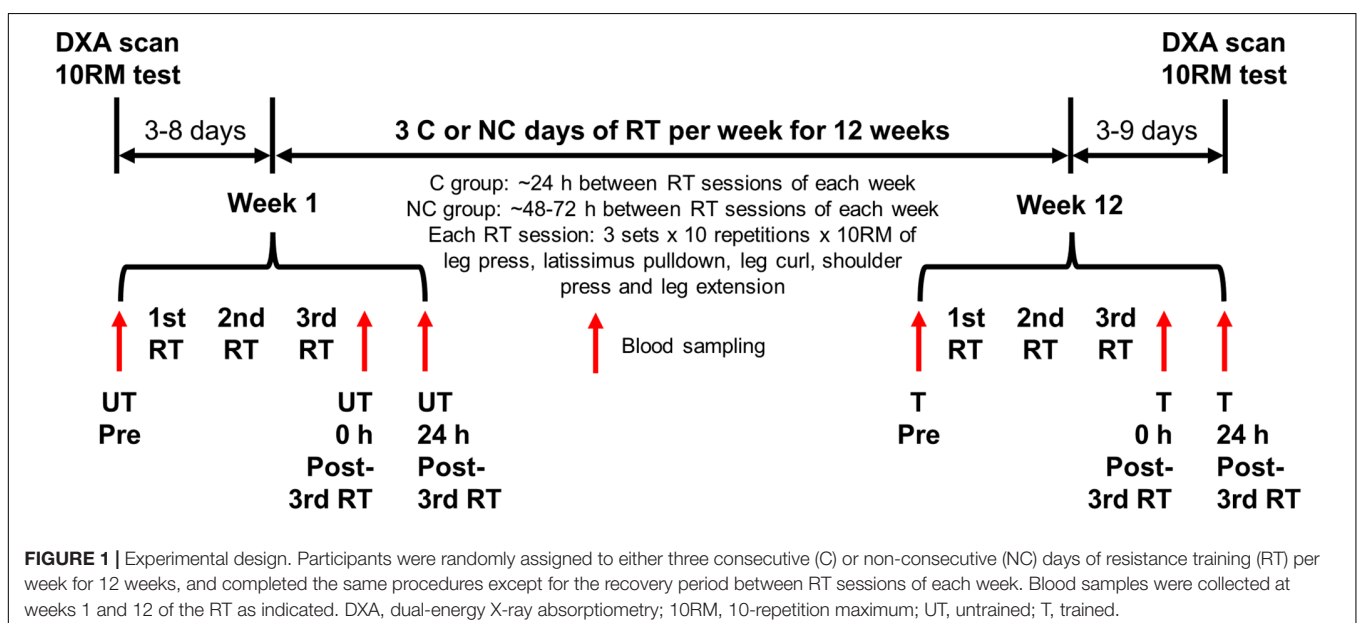 DXA scan
10RM test
DXA scan
10RM test
3-8 days
3 C or NC days of RT per week for 12 weeks
3-9 days
C group: ~24 h between RT sessions of each week
NC group: ~48-72 h between RT sessions of each week
Each RT session: 3 sets x 10 repetitions x 10RM of
leg press, latissimus pulldown, leg curl, shoulder
press and leg extension
Week 1
Week 12
1st
RT
2nd
RT
3rd
RT
Blood sampling
1st
RT
2nd
RT
3rd
RT
UT
Pre
UT
0 h
Post-
3rd RT
UT
24 h
Post-
3rd RT
T
Pre
T
0 h
Post-
3rd RT
T
24 h
Post-
3rd RT
FIGURE 1 | Experimental design. Participants were randomly assigned to either three consecutive (C) or non-consecutive (NC) days of resistance training (RT) per
week for 12 weeks, and completed the same procedures except for the recovery period between RT sessions of each week. Blood samples were collected at
weeks 1 and 12 of the RT as indicated. DXA, dual-energy X-ray absorptiometry; 10RM, 10-repetition maximum; UT, untrained; T, trained.